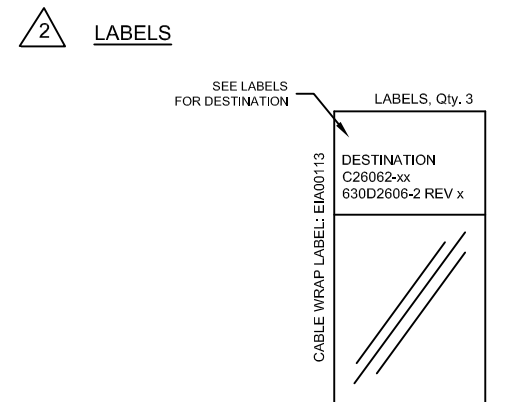 2 LABELS
SEE LABELS
FOR DESTINATION
LABELS, Qty. 3
DESTINATION
C26062-xx
630D2606-2 REV x
CABLE WRAP LABEL: EIA00113